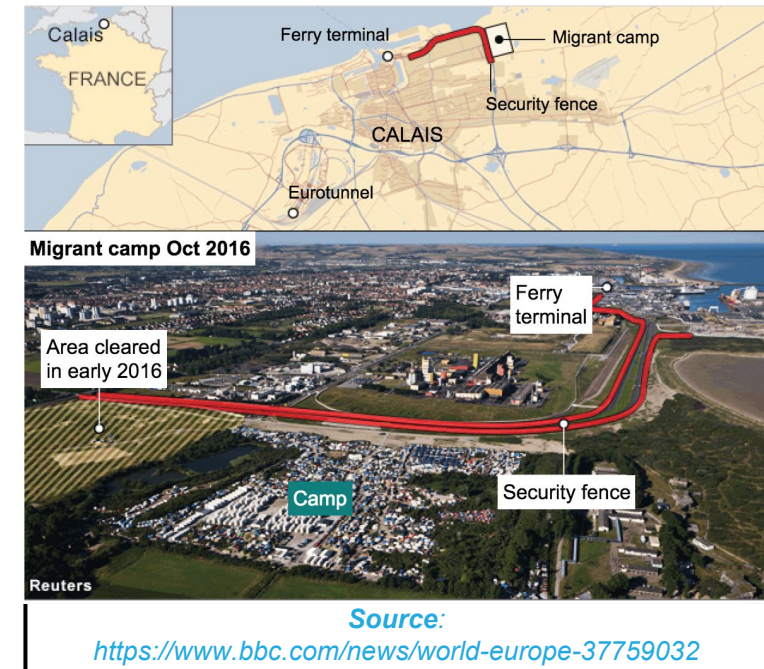 Calais
FRANCE
Ferry terminal
Migrant camp
Security fence
CALAIS
Eurotunnel
Migrant camp Oct 2016
Ferry
terminal
Area cleared
in early 2016
Camp
Security fence
Reuters
Source:
https://www.bbc.com/news/world-europe-37759032